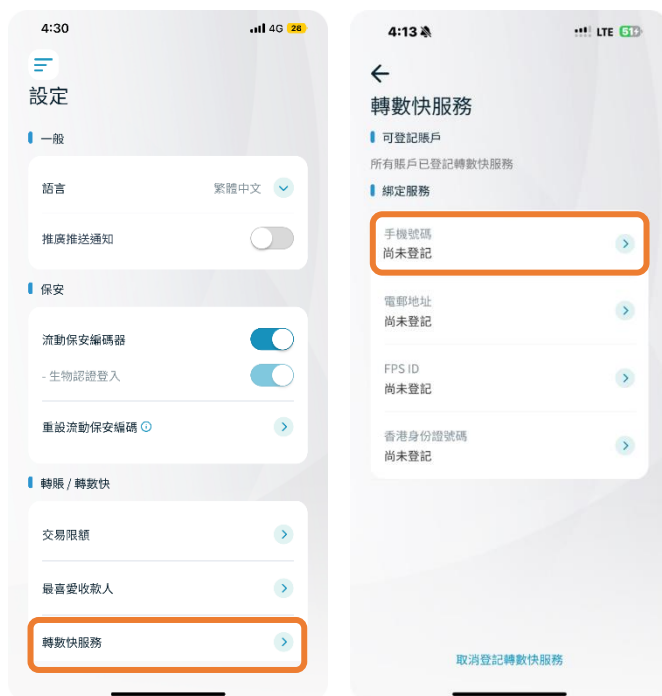 4:30
4G 28
設定
一般
語言
繁體中文
推廣推送通知
保安
流動保安編碼器
- 生物認證登入
重設流動保安編碼
轉賬 / 轉數快
交易限額
最喜愛收款人
轉數快服務
4:13
LTE 51
轉數快服務
可登記賬戶
所有賬戶已登記轉數快服務
綁定服務
手機號碼
尚未登記
電郵地址
尚未登記
FPS ID
尚未登記
香港身份證號碼
尚未登記
取消登記轉數快服務